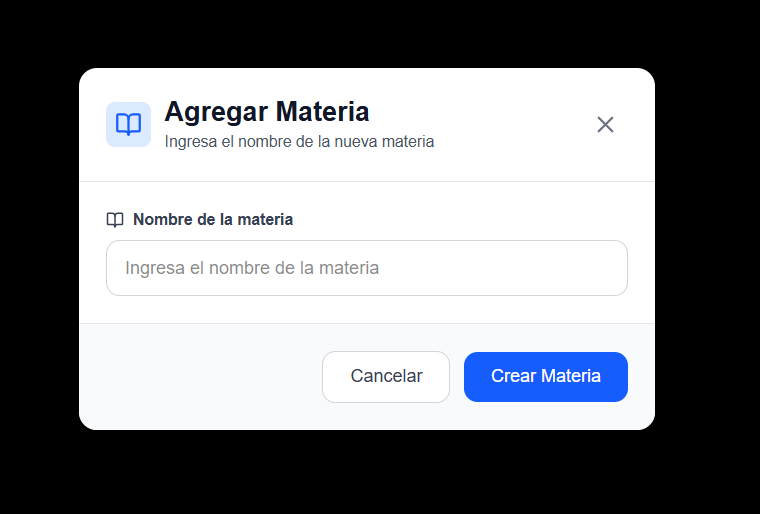 Agregar Materia
Ingresa el nombre de la nueva materia
Nombre de la materia
Ingresa el nombre de la materia
Cancelar
Crear Materia